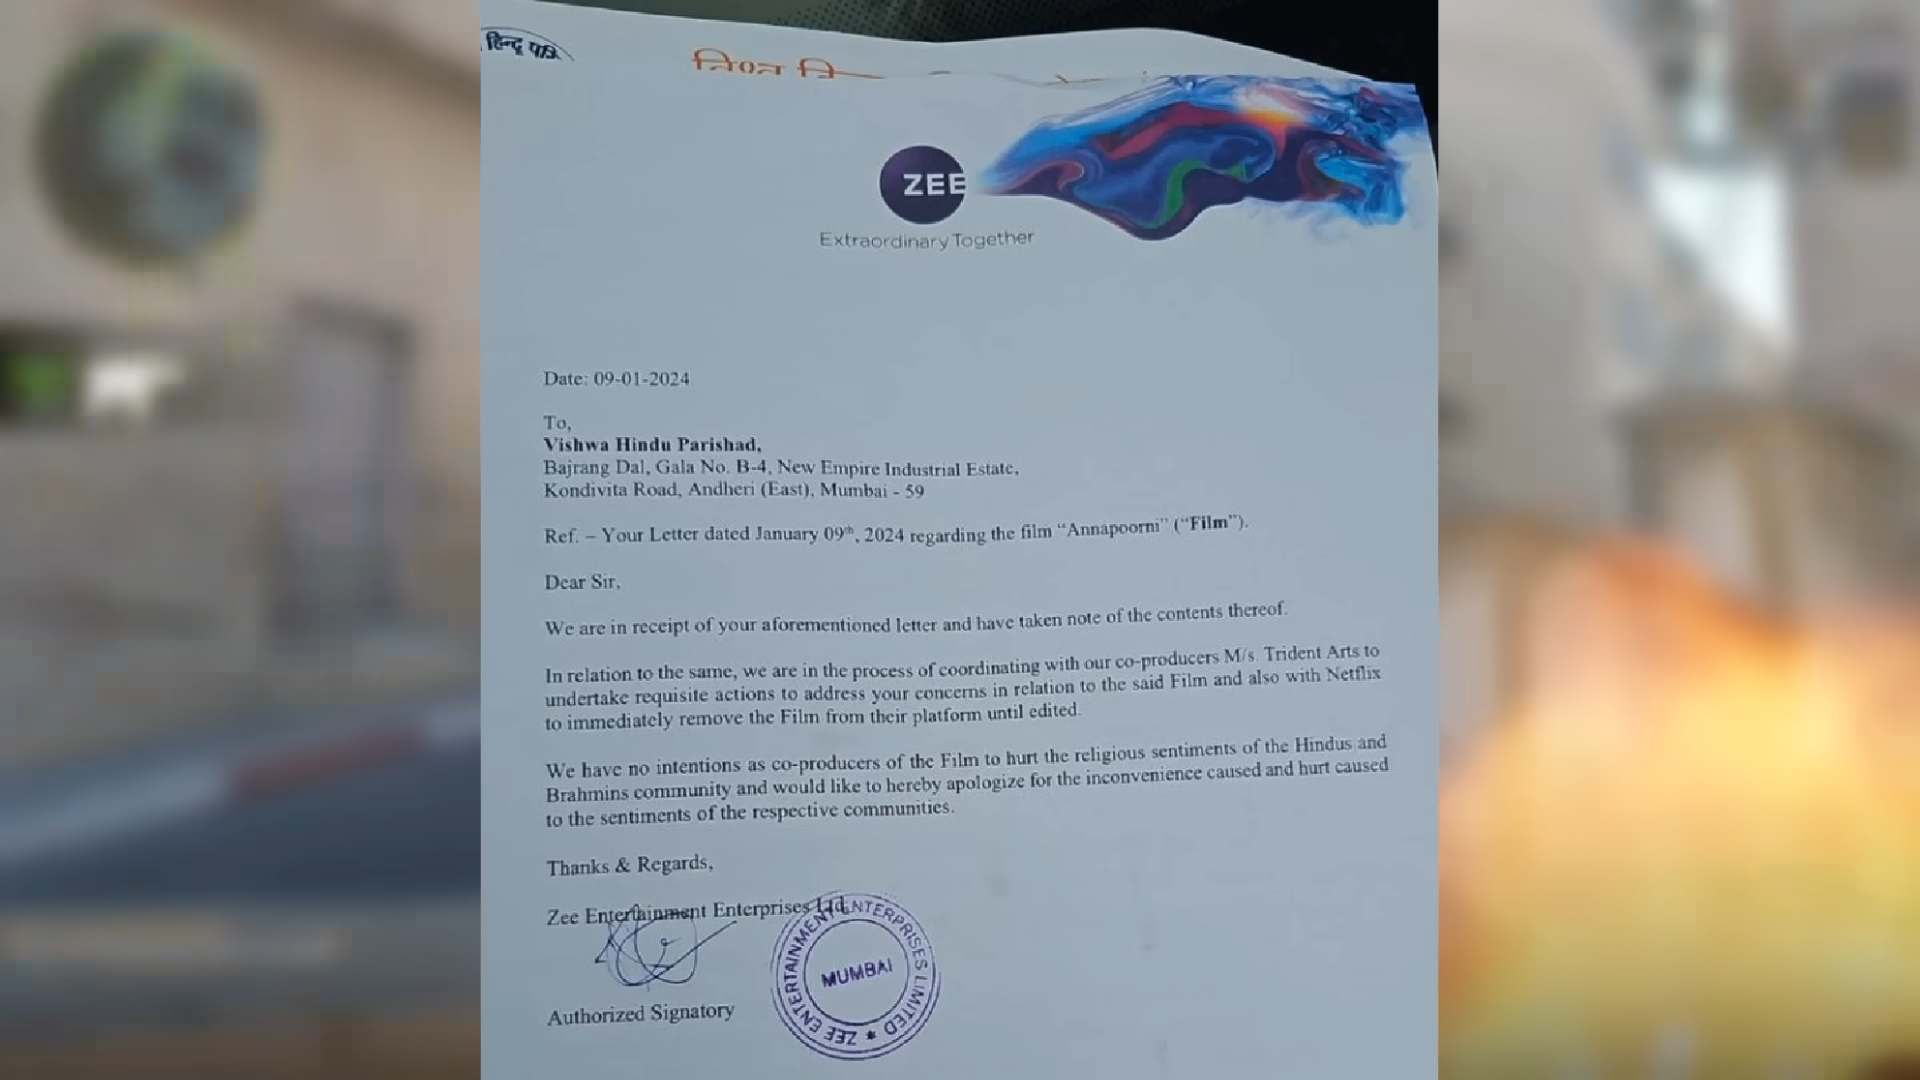 हिन्दू परि
ZEE
Extraordinary Together
Date: 09-01-2024
To,
Vishwa Hindu Parishad,
Bajrang Dal, Gala No. B-4, New Empire Industrial Estate,
Kondivita Road, Andheri (East), Mumbai - 59
Ref. – Your Letter dated January 09th, 2024 regarding the film “Annapoorni” (“Film”).
Dear Sir,
We are in receipt of your aforementioned letter and have taken note of the contents thereof.
In relation to the same, we are in the process of coordinating with our co-producers M/s. Trident Arts to
undertake requisite actions to address your concerns in relation to the said Film and also with Netflix
to immediately remove the Film from their platform until edited.
We have no intentions as co-producers of the Film to hurt the religious sentiments of the Hindus and
Brahmins community and would like to hereby apologize for the inconvenience caused and hurt caused
to the sentiments of the respective communities.
Thanks & Regards,
Zee Entertainment Enterprises Ltd.
ZEE ENTERTAINMENT ENTERPRISES LIMITED *
MUMBAI
Authorized Signatory